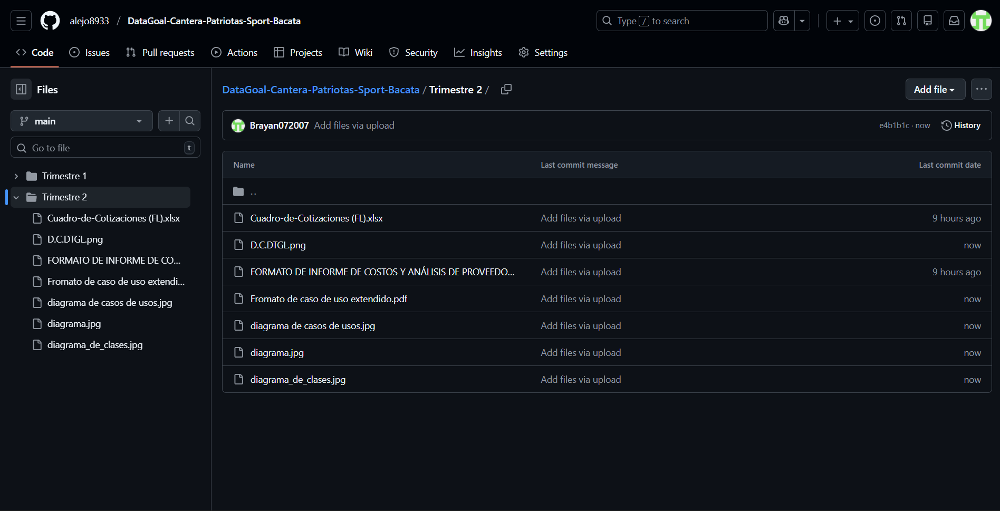 alejo8933 / DataGoal-Cantera-Patriotas-Sport-Bacata
Type / to search
Code
Issues
Pull requests
Actions
Projects
Wiki
Security
Insights
Settings
Files
main
Go to file
t
Trimestre 1
Trimestre 2
Cuadro-de-Cotizaciones (FL).xlsx
D.C.DTGL.png
FORMATO DE INFORME DE CO...
Fromato de caso de uso extendi...
diagrama de casos de usos.jpg
diagrama.jpg
diagrama_de_clases.jpg
DataGoal-Cantera-Patriotas-Sport-Bacata / Trimestre 2 /
Add file
Brayan072007 Add files via upload
e4b1b1c · now
History
Name Last commit message Last commit date
..
Cuadro-de-Cotizaciones (FL).xlsx Add files via upload 9 hours ago
D.C.DTGL.png Add files via upload now
FORMATO DE INFORME DE COSTOS Y ANÁLISIS DE PROVEEDO... Add files via upload 9 hours ago
Fromato de caso de uso extendido.pdf Add files via upload now
diagrama de casos de usos.jpg Add files via upload now
diagrama.jpg Add files via upload now
diagrama_de_clases.jpg Add files via upload now